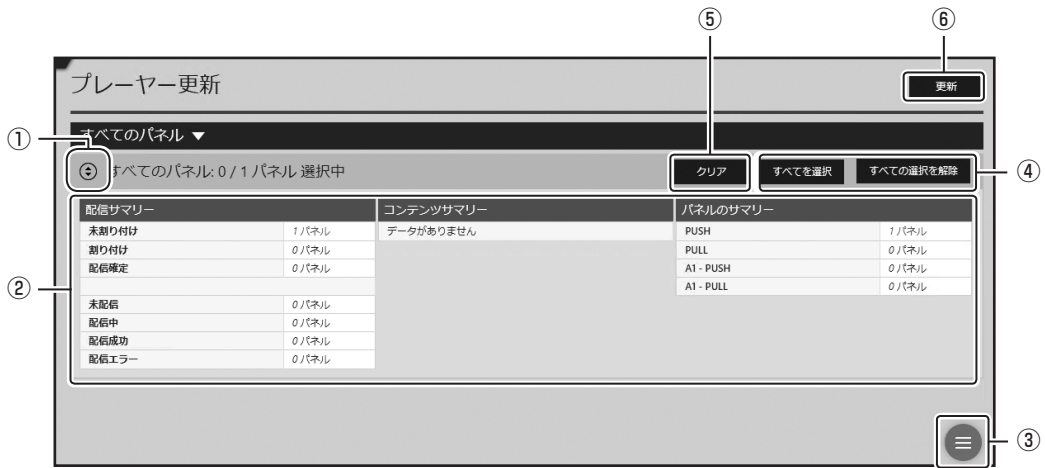 ⑤ ⑥
プレーヤー更新
更新
①
すべてのパネル ▼
すべてのパネル: 0 / 1 パネル 選択中
クリア
すべてを選択
すべての選択を解除
④
②
配信サマリー
未割り付け 1 パネル
割り付け 0 パネル
配信確定 0 パネル
未配信 0 パネル
配信中 0 パネル
配信成功 0 パネル
配信エラー 0 パネル
コンテンツサマリー
データがありません
パネルのサマリー
PUSH 1 パネル
PULL 0 パネル
A1 - PUSH 0 パネル
A1 - PULL 0 パネル
③